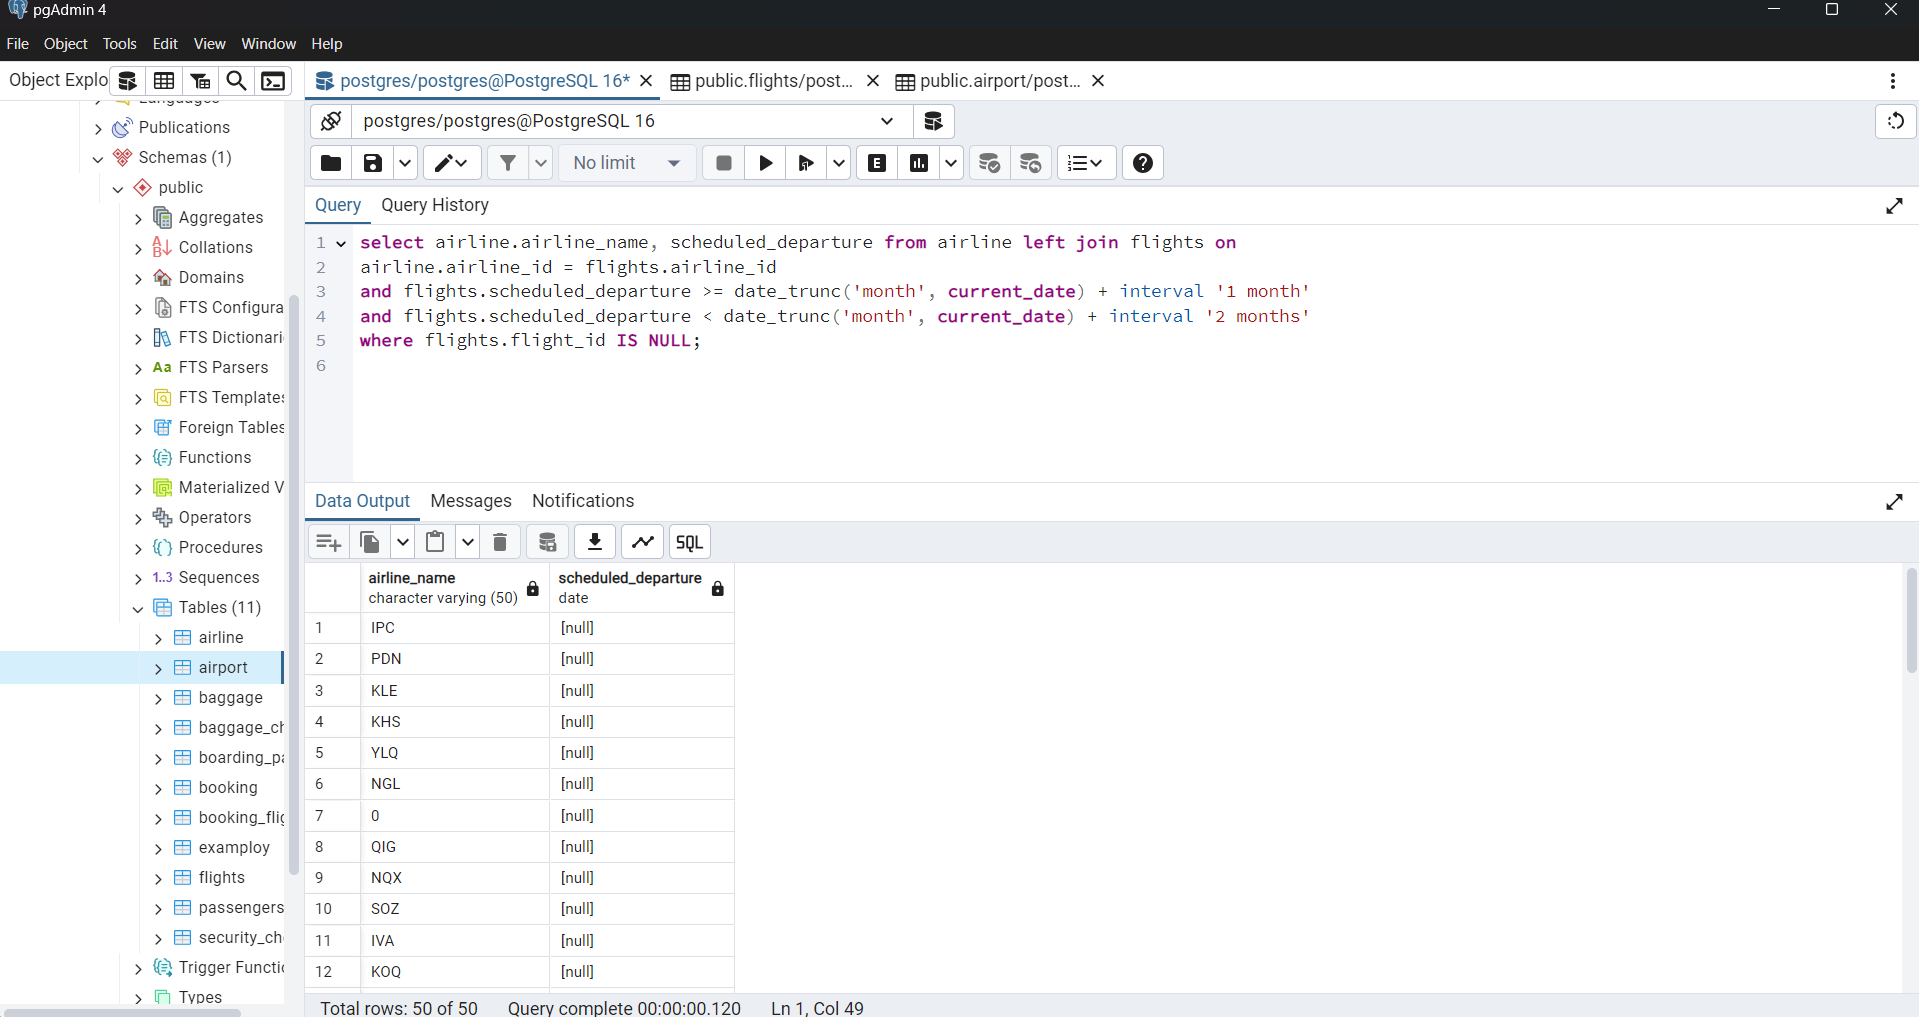 pgAdmin 4
File Object Tools Edit View Window Help
Object Explo
postgres/postgres@PostgreSQL 16*
public.flights/post...
public.airport/post...
Languages
Publications
Schemas (1)
public
Aggregates
Collations
Domains
FTS Configura
FTS Dictionari
Aa FTS Parsers
FTS Templates
Foreign Tables
Functions
Materialized V
Operators
Procedures
1..3 Sequences
Tables (11)
airline
airport
baggage
baggage_ch
boarding_pa
booking
booking_flig
examploy
flights
passengers
security_che
Trigger Functio
Types
postgres/postgres@PostgreSQL 16
No limit
E
Query Query History
1 select airline.airline_name, scheduled_departure from airline left join flights on
2 airline.airline_id = flights.airline_id
3 and flights.scheduled_departure >= date_trunc('month', current_date) + interval '1 month'
4 and flights.scheduled_departure < date_trunc('month', current_date) + interval '2 months'
5 where flights.flight_id IS NULL;
6
Data Output Messages Notifications
SQL
airline_name scheduled_departure
character varying (50) date
1 IPC [null]
2 PDN [null]
3 KLE [null]
4 KHS [null]
5 YLQ [null]
6 NGL [null]
7 0 [null]
8 QIG [null]
9 NQX [null]
10 SOZ [null]
11 IVA [null]
12 KOQ [null]
Total rows: 50 of 50 Query complete 00:00:00.120 Ln 1, Col 49